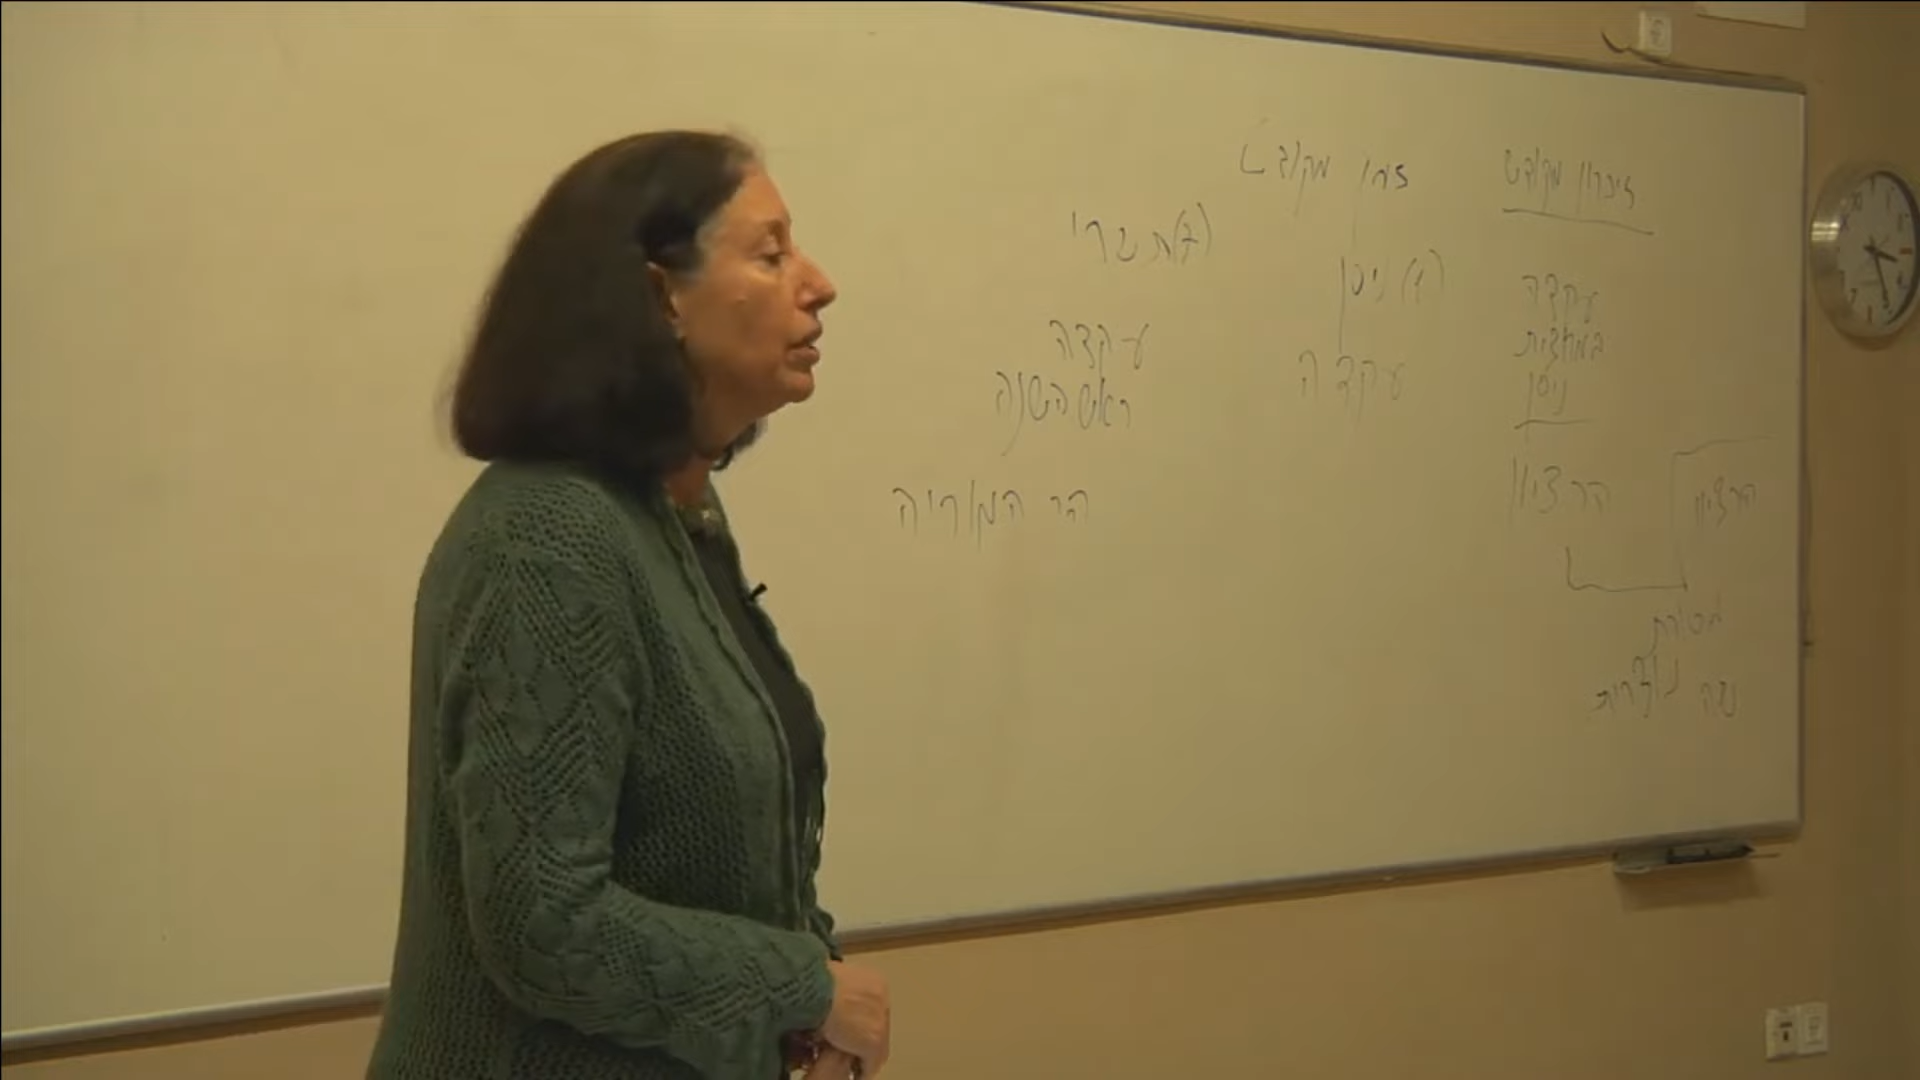 זיכרון מקודש
עקדה
במחצית
ניסן
הר ציון
הר ציון
מסורת
נוצרית
זמן מקודש
(ב) ניסן
עקדה
(ב)תשרי
עקדה
ראש השנה
הר המוריה